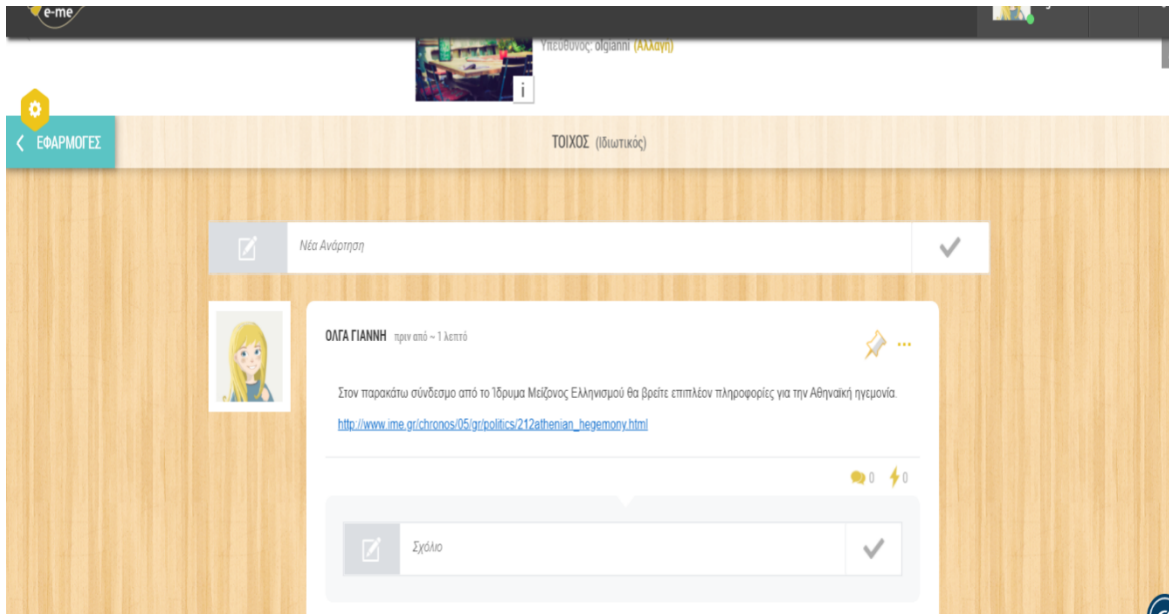 e-me
Υπεύθυνος: olgianni (Αλλαγή)
i
ΕΦΑΡΜΟΓΕΣ
ΤΟΙΧΟΣ (Ιδιωτικός)
Νέα Ανάρτηση
ΟΛΓΑ ΓΙΑΝΝΗ πριν από ~ 1 λεπτό
Στον παρακάτω σύνδεσμο από το Ίδρυμα Μείζονος Ελληνισμού θα βρείτε επιπλέον πληροφορίες για την Αθηναϊκή ηγεμονία.
http://www.ime.gr/chronos/05/gr/politics/212athenian_hegemony.html
0 0
Σχόλιο